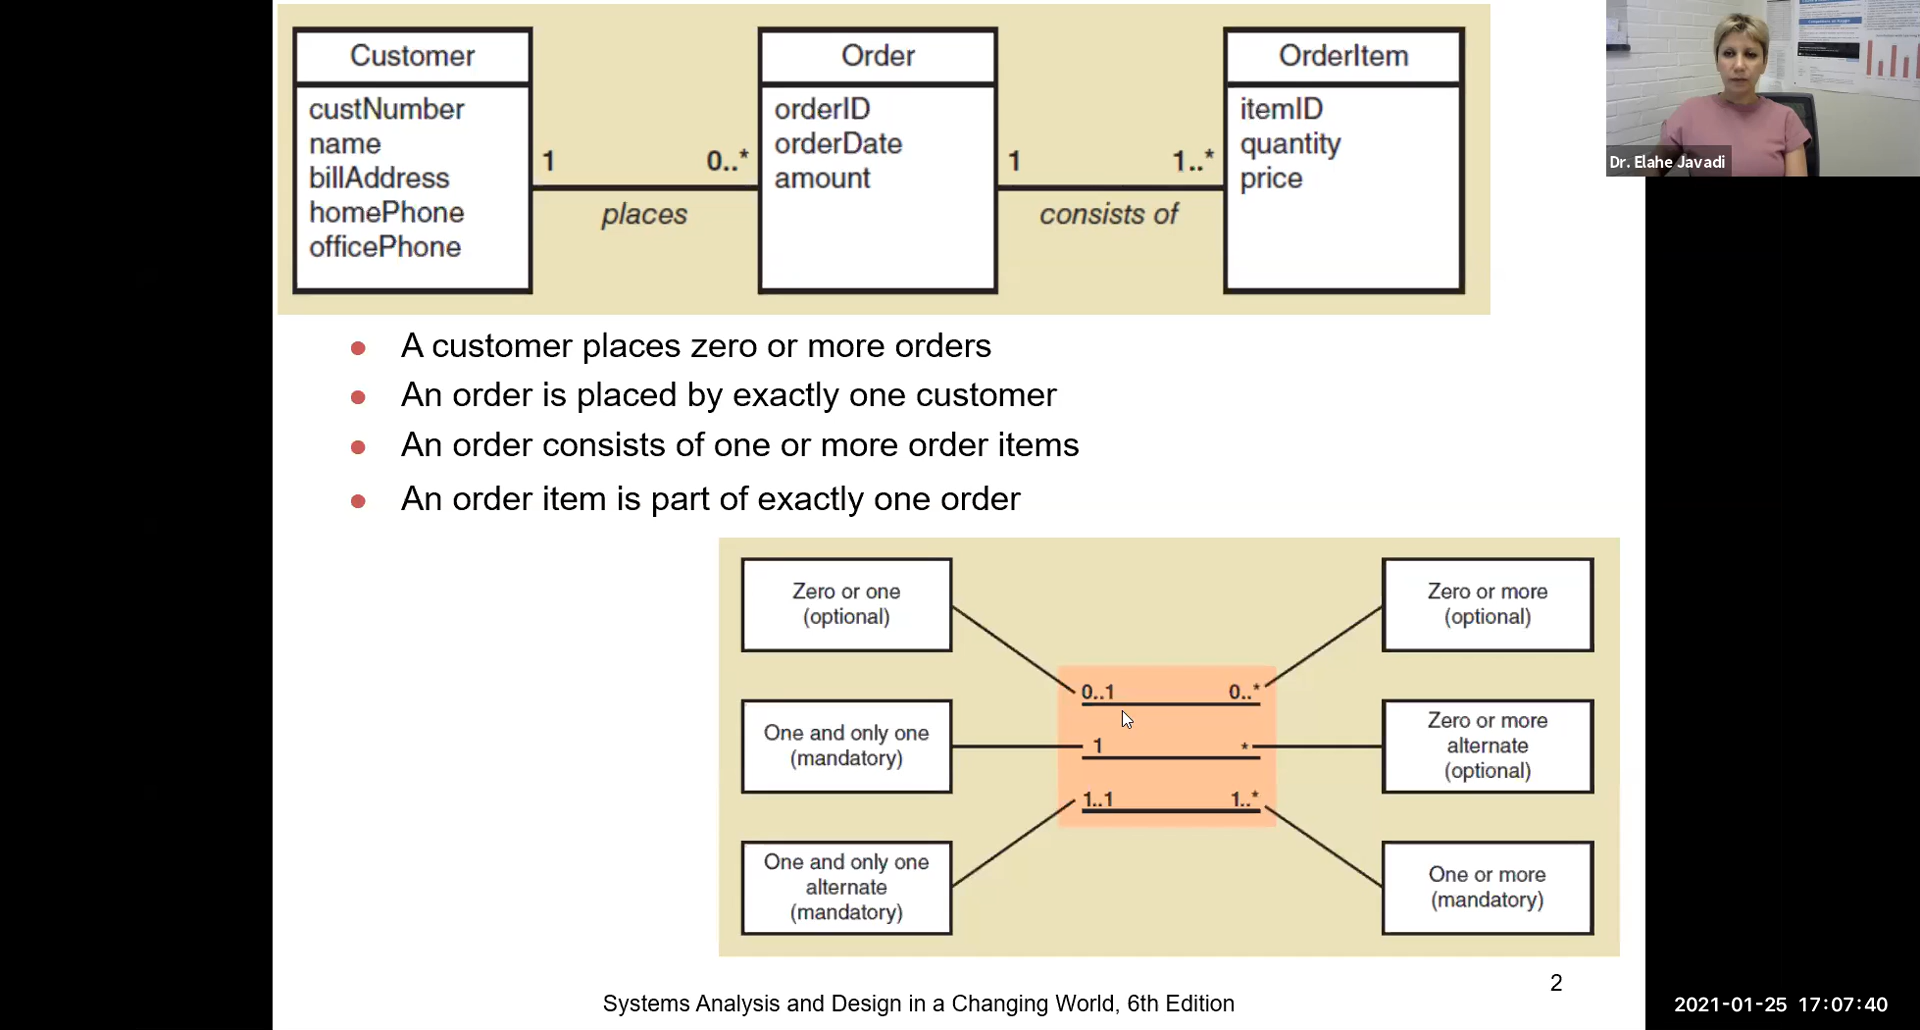 Customer
custNumber
name
billAddress
homePhone
officePhone
1
0..*
places
Order
orderID
orderDate
amount
1
1..*
consists of
OrderItem
itemID
quantity
price
Dr. Elahe Javadi
A customer places zero or more orders
An order is placed by exactly one customer
An order consists of one or more order items
An order item is part of exactly one order
Zero or one
(optional)
One and only one
(mandatory)
One and only one
alternate
(mandatory)
0..1
0..*
1
*
1..1
1..*
Zero or more
(optional)
Zero or more
alternate
(optional)
One or more
(mandatory)
2
Systems Analysis and Design in a Changing World, 6th Edition
2021-01-25 17:07:40